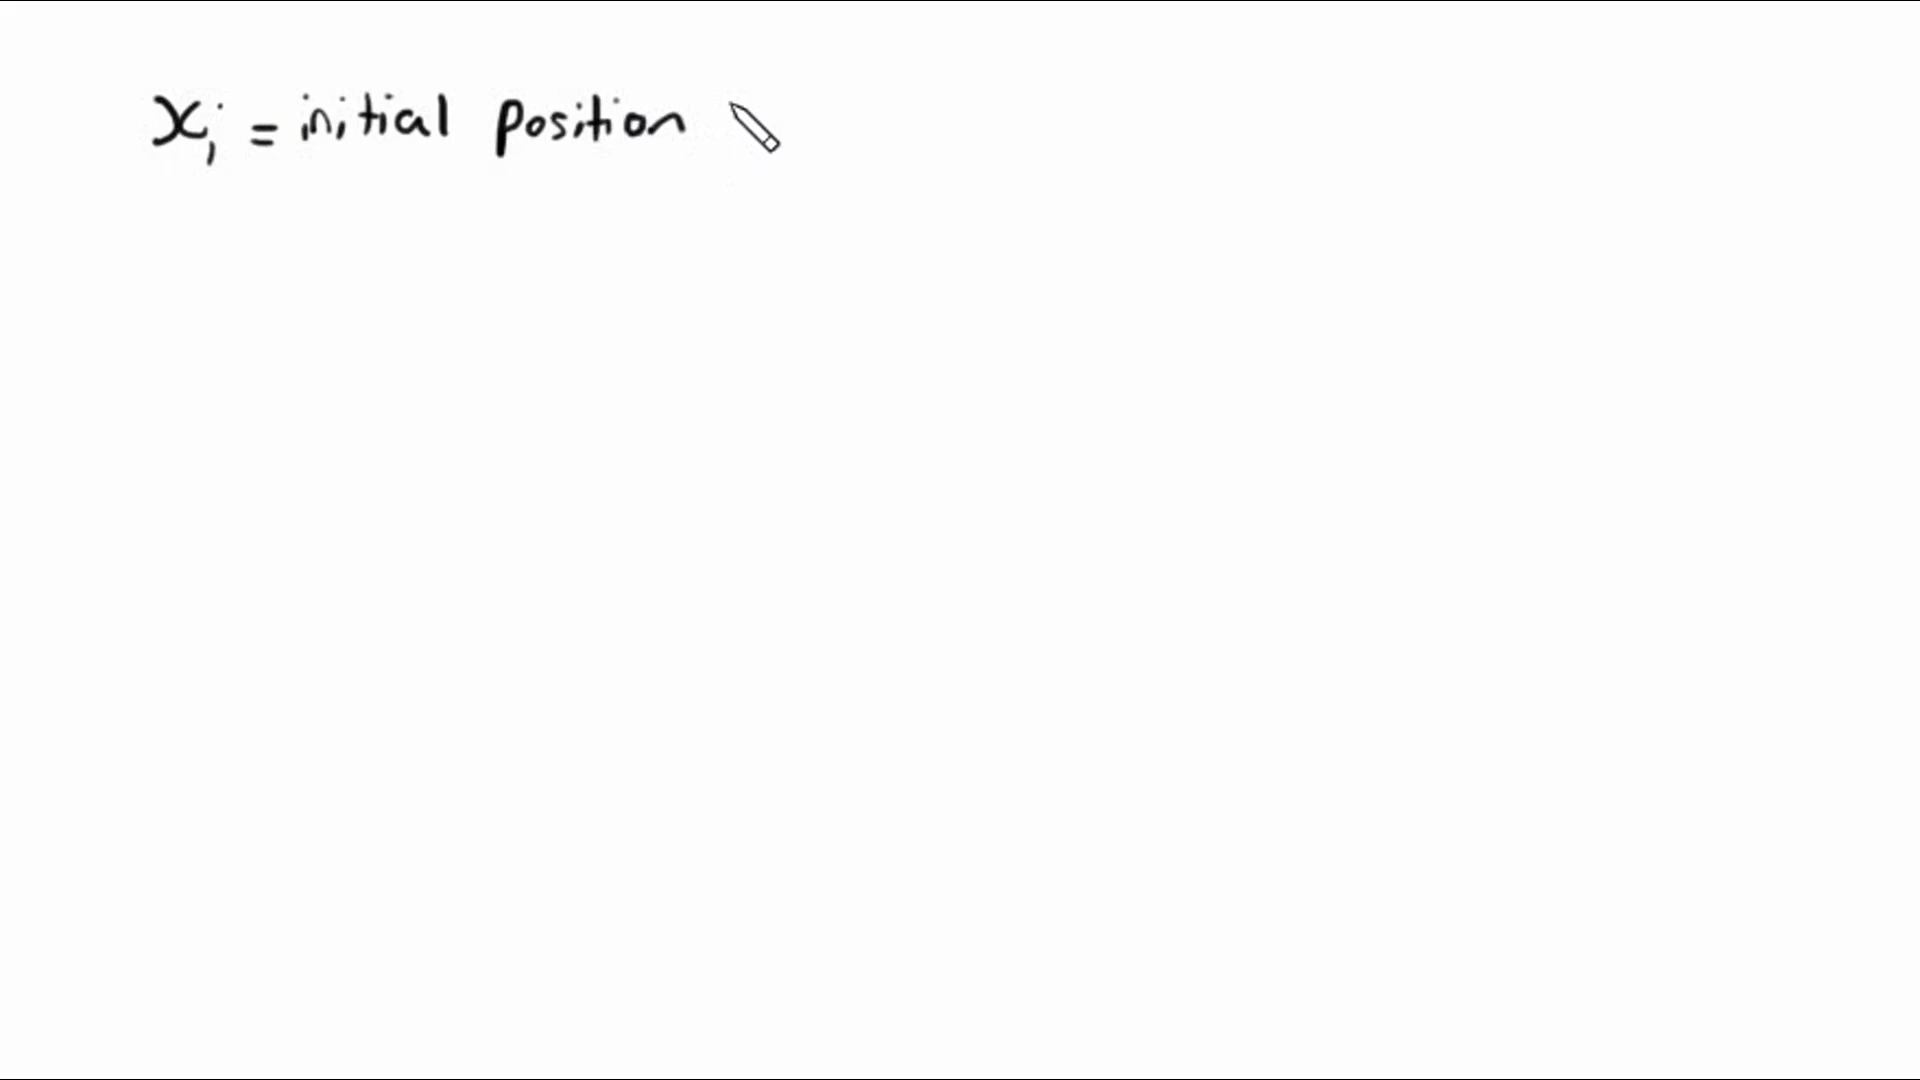 xᵢ = initial position